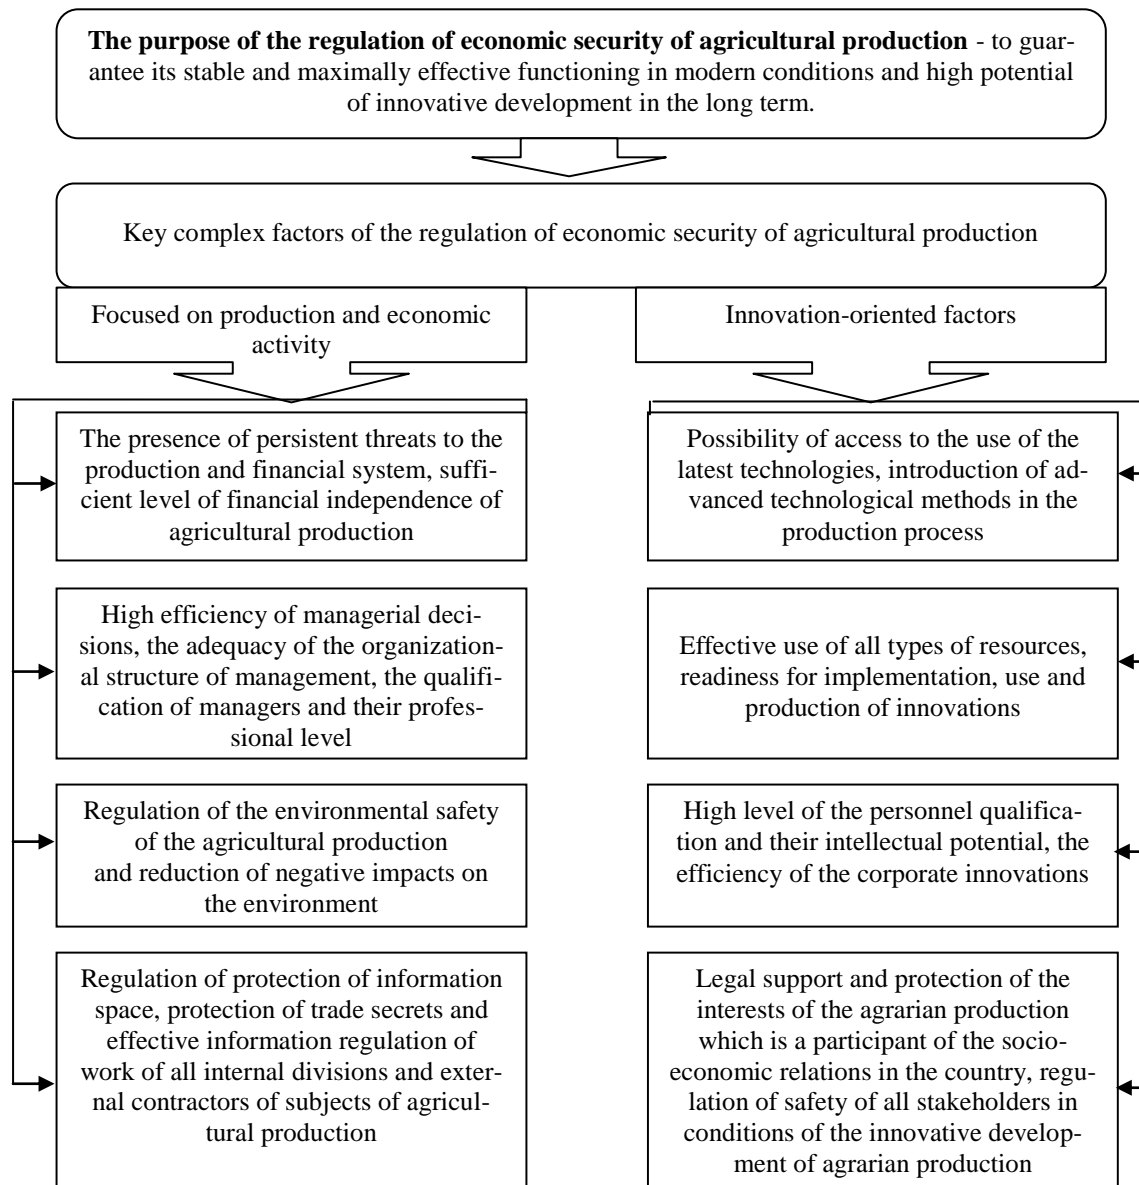 The purpose of the regulation of economic security of agricultural production - to guar-
antee its stable and maximally effective functioning in modern conditions and high potential
of innovative development in the long term.
Key complex factors of the regulation of economic security of agricultural production
Focused on production and economic
activity
Innovation-oriented factors
The presence of persistent threats to the
production and financial system, suffi-
cient level of financial independence of
agricultural production
Possibility of access to the use of the
latest technologies, introduction of ad-
vanced technological methods in the
production process
High efficiency of managerial deci-
sions, the adequacy of the organization-
al structure of management, the qualifi-
cation of managers and their profes-
sional level
Effective use of all types of resources,
readiness for implementation, use and
production of innovations
Regulation of the environmental safety
of the agricultural production
and reduction of negative impacts on
the environment
High level of the personnel qualifica-
tion and their intellectual potential, the
efficiency of the corporate innovations
Regulation of protection of information
space, protection of trade secrets and
effective information regulation of
work of all internal divisions and exter-
nal contractors of subjects of agricul-
tural production
Legal support and protection of the
interests of the agrarian production
which is a participant of the socio-
economic relations in the country, regu-
lation of safety of all stakeholders in
conditions of the innovative develop-
ment of agrarian production